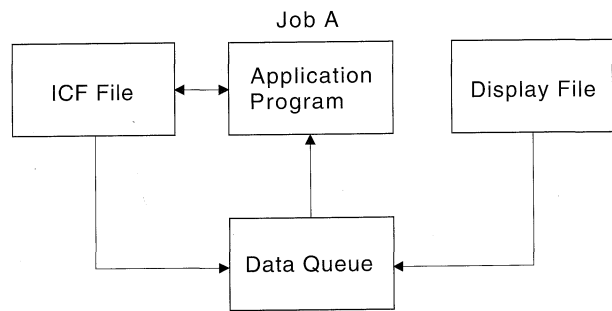 Job A
ICF File
Application
Program
Display File
Data Queue